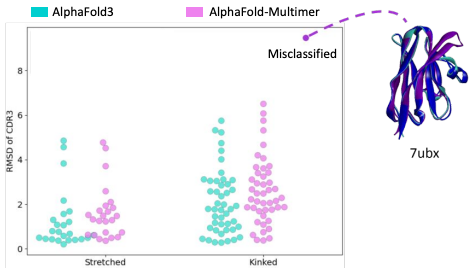 AlphaFold3 AlphaFold-Multimer
Misclassified
7ubx
RMSD of CDR3
8
6
4
2
0
Stretched Kinked